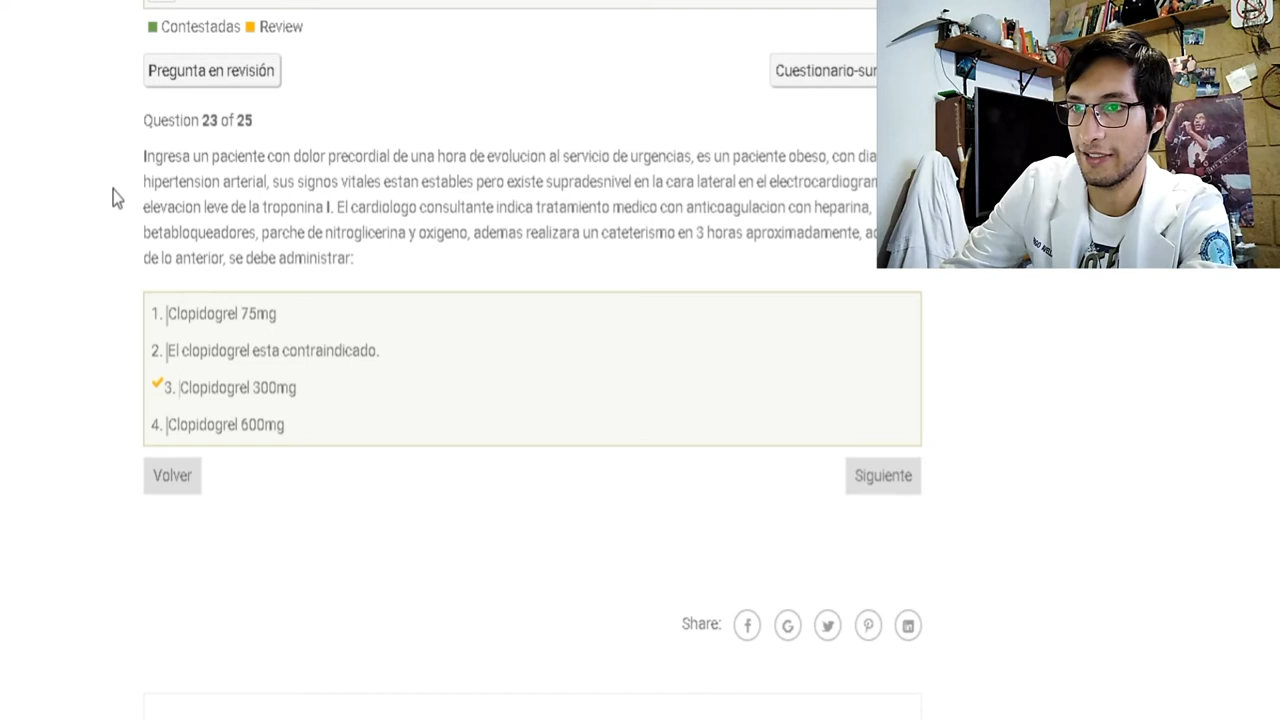 Contestadas Review
Pregunta en revisión
Cuestionario-sur
Question 23 of 25
Ingresa un paciente con dolor precordial de una hora de evolucion al servicio de urgencias, es un paciente obeso, con dia
hipertension arterial, sus signos vitales estan estables pero existe supradesnivel en la cara lateral en el electrocardiogram
elevacion leve de la troponina I. El cardiologo consultante indica tratamiento medico con anticoagulacion con heparina,
betabloqueadores, parche de nitroglicerina y oxigeno, ademas realizara un cateterismo en 3 horas aproximadamente, ad
de lo anterior, se debe administrar:
1. Clopidogrel 75mg
2. El clopidogrel esta contraindicado.
3. Clopidogrel 300mg
4. Clopidogrel 600mg
Volver
Siguiente
Share: